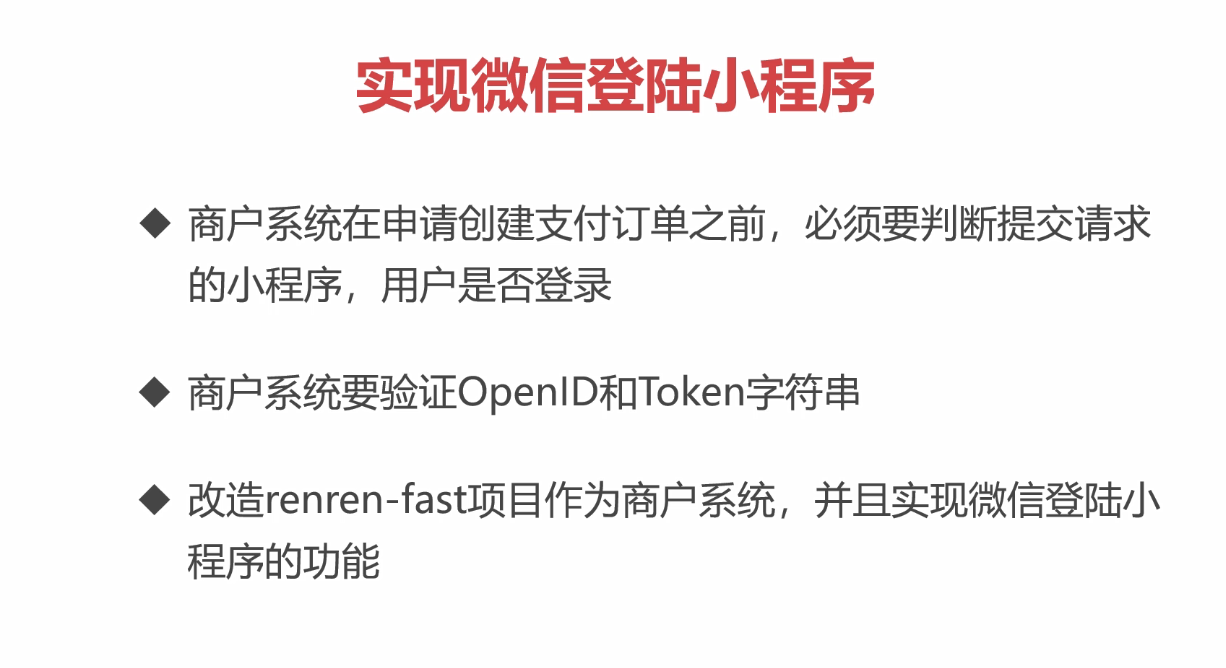 实现微信登陆小程序
◆ 商户系统在申请创建支付订单之前，必须要判断提交请求
的小程序，用户是否登录
◆ 商户系统要验证OpenID和Token字符串
◆ 改造renren-fast项目作为商户系统，并且实现微信登陆小
程序的功能